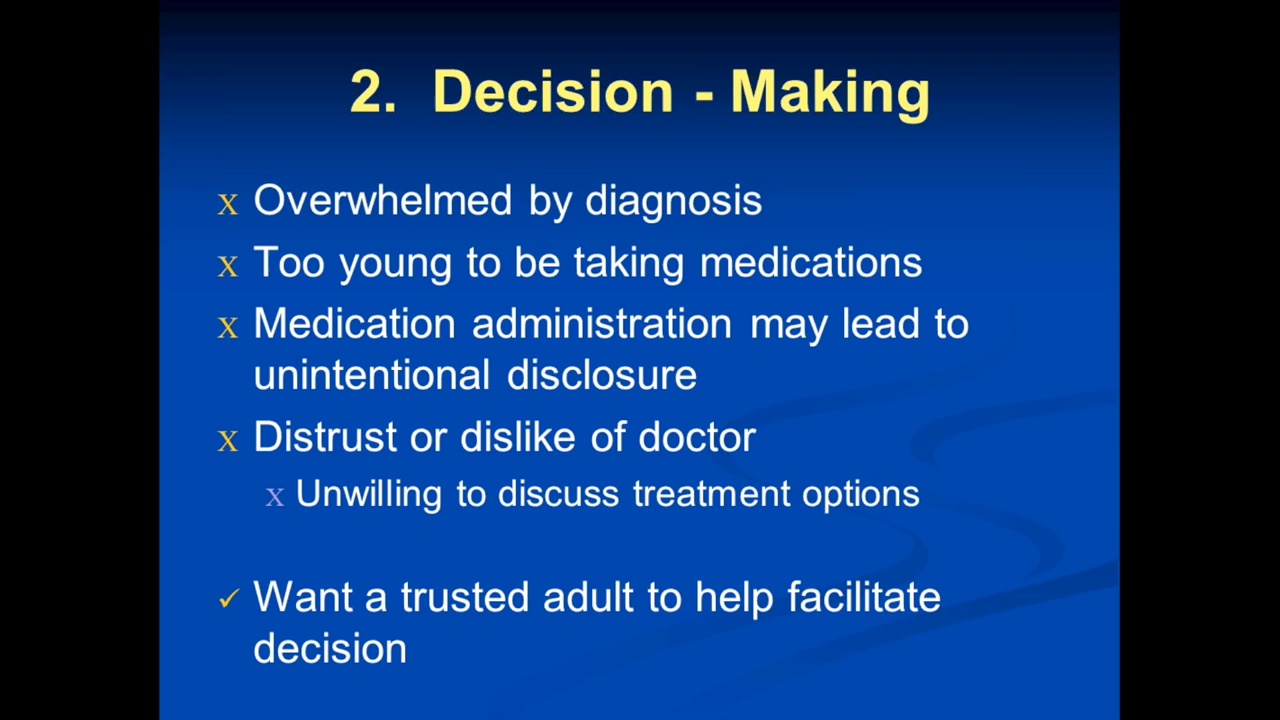 2. Decision - Making
x Overwhelmed by diagnosis
x Too young to be taking medications
x Medication administration may lead to
unintentional disclosure
x Distrust or dislike of doctor
x Unwilling to discuss treatment options
✓ Want a trusted adult to help facilitate
decision